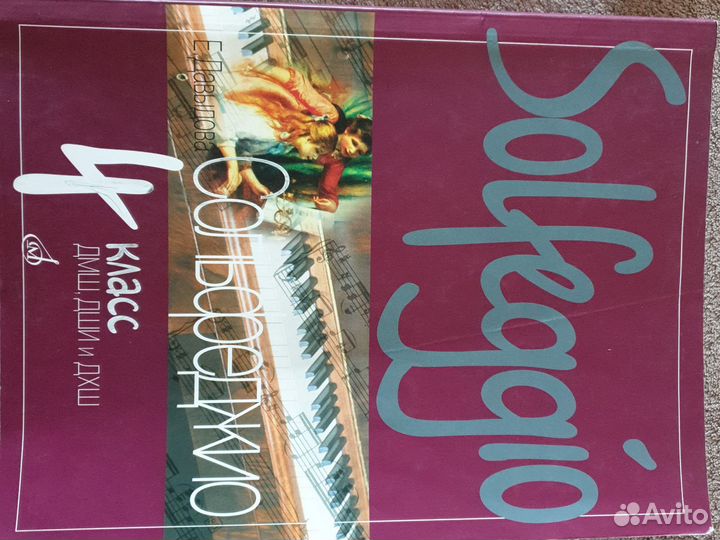 Solfeggio
Е. Давыдова
сольфеджио
4
класс
ДМШ, ДШИ и ДХШ
Avito